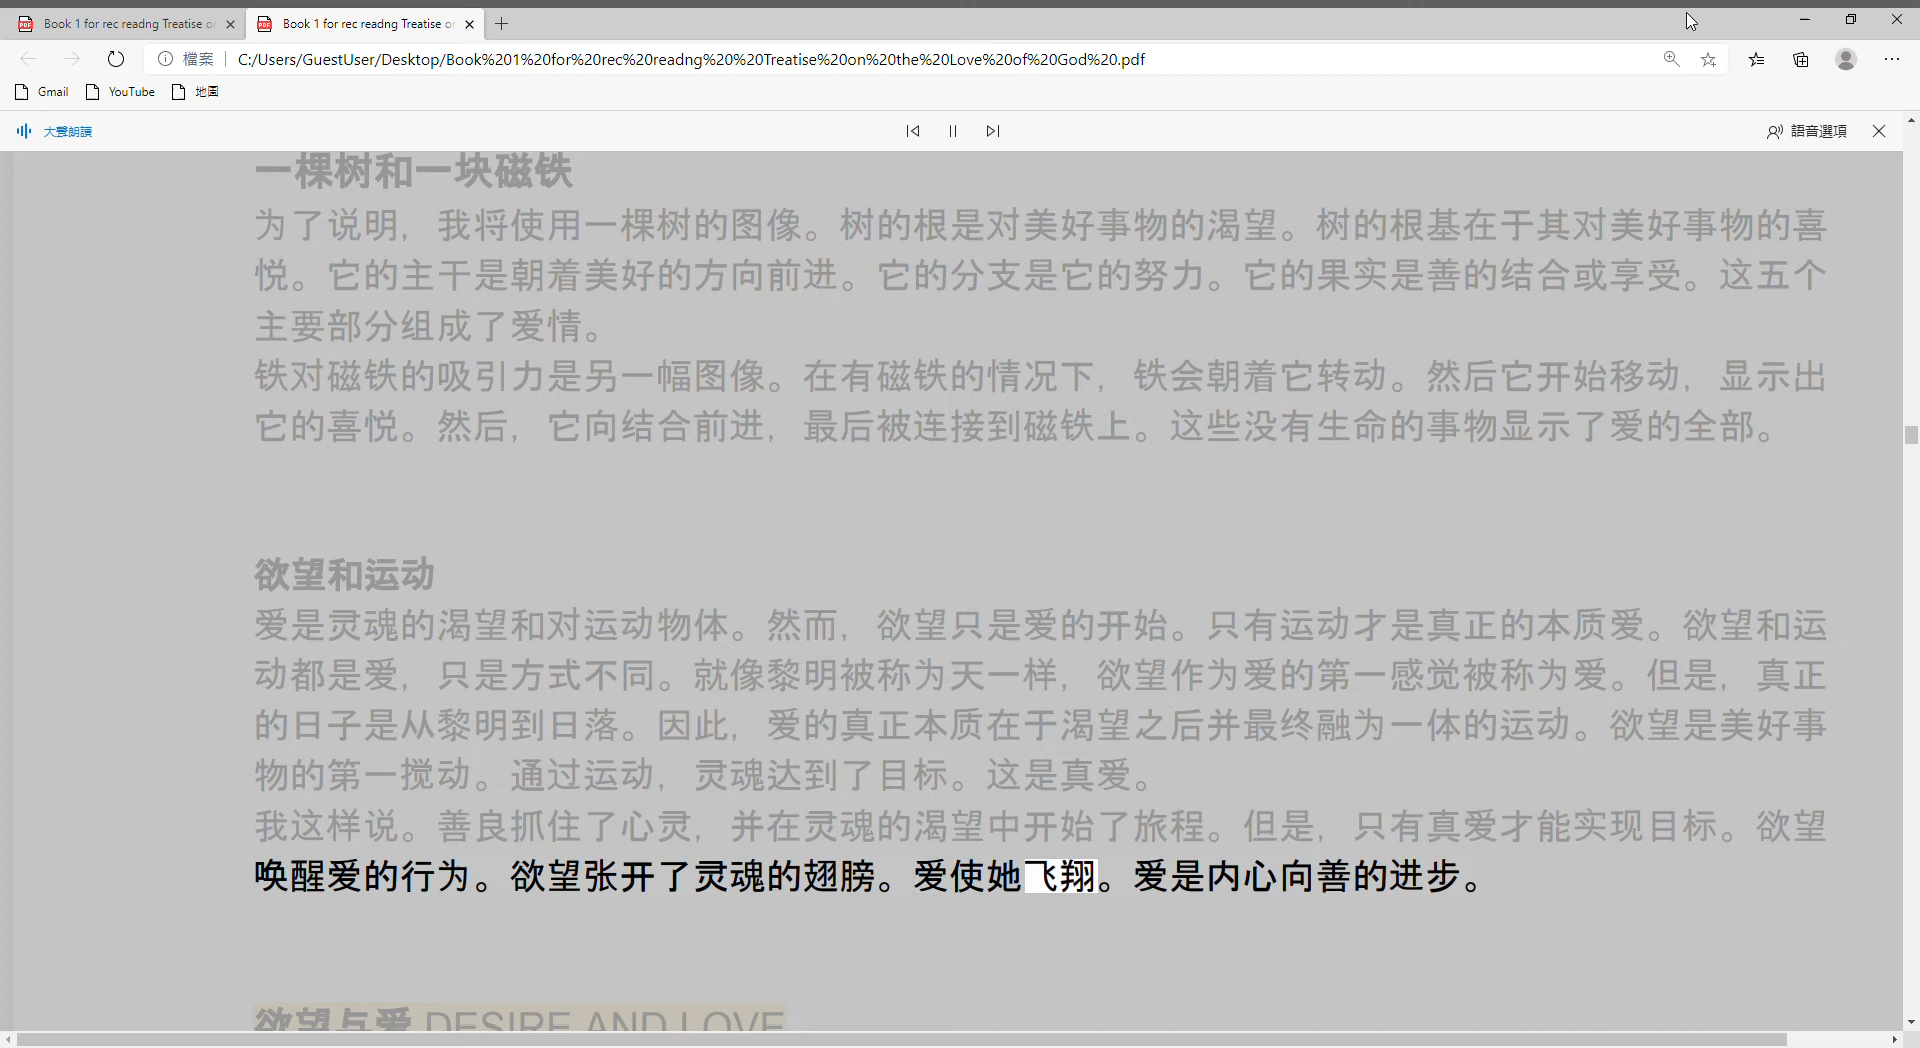 Book 1 for rec readng Treatise or
Book 1 for rec readng Treatise or
檔案
C:/Users/GuestUser/Desktop/Book%201%20for%20rec%20readng%20%20Treatise%20on%20the%20Love%20of%20God%20.pdf
Gmail YouTube 地圖
大聲朗讀
語音選項
一棵树和一块磁铁
为了说明，我将使用一棵树的图像。树的根是对美好事物的渴望。树的根基在于其对美好事物的喜
悦。它的主干是朝着美好的方向前进。它的分支是它的努力。它的果实是善的结合或享受。这五个
主要部分组成了爱情。
铁对磁铁的吸引力是另一幅图像。在有磁铁的情况下，铁会朝着它转动。然后它开始移动，显示出
它的喜悦。然后，它向结合前进，最后被连接到磁铁上。这些没有生命的事物显示了爱的全部。
欲望和运动
爱是灵魂的渴望和对运动物体。然而，欲望只是爱的开始。只有运动才是真正的本质爱。欲望和运
动都是爱，只是方式不同。就像黎明被称为天一样，欲望作为爱的第一感觉被称为爱。但是，真正
的日子是从黎明到日落。因此，爱的真正本质在于渴望之后并最终融为一体的运动。欲望是美好事
物的第一搅动。通过运动，灵魂达到了目标。这是真爱。
我这样说。善良抓住了心灵，并在灵魂的渴望中开始了旅程。但是，只有真爱才能实现目标。欲望
唤醒爱的行为。欲望张开了灵魂的翅膀。爱使她飞翔。爱是内心向善的进步。
欲望与爱 DESIRE AND LOVE